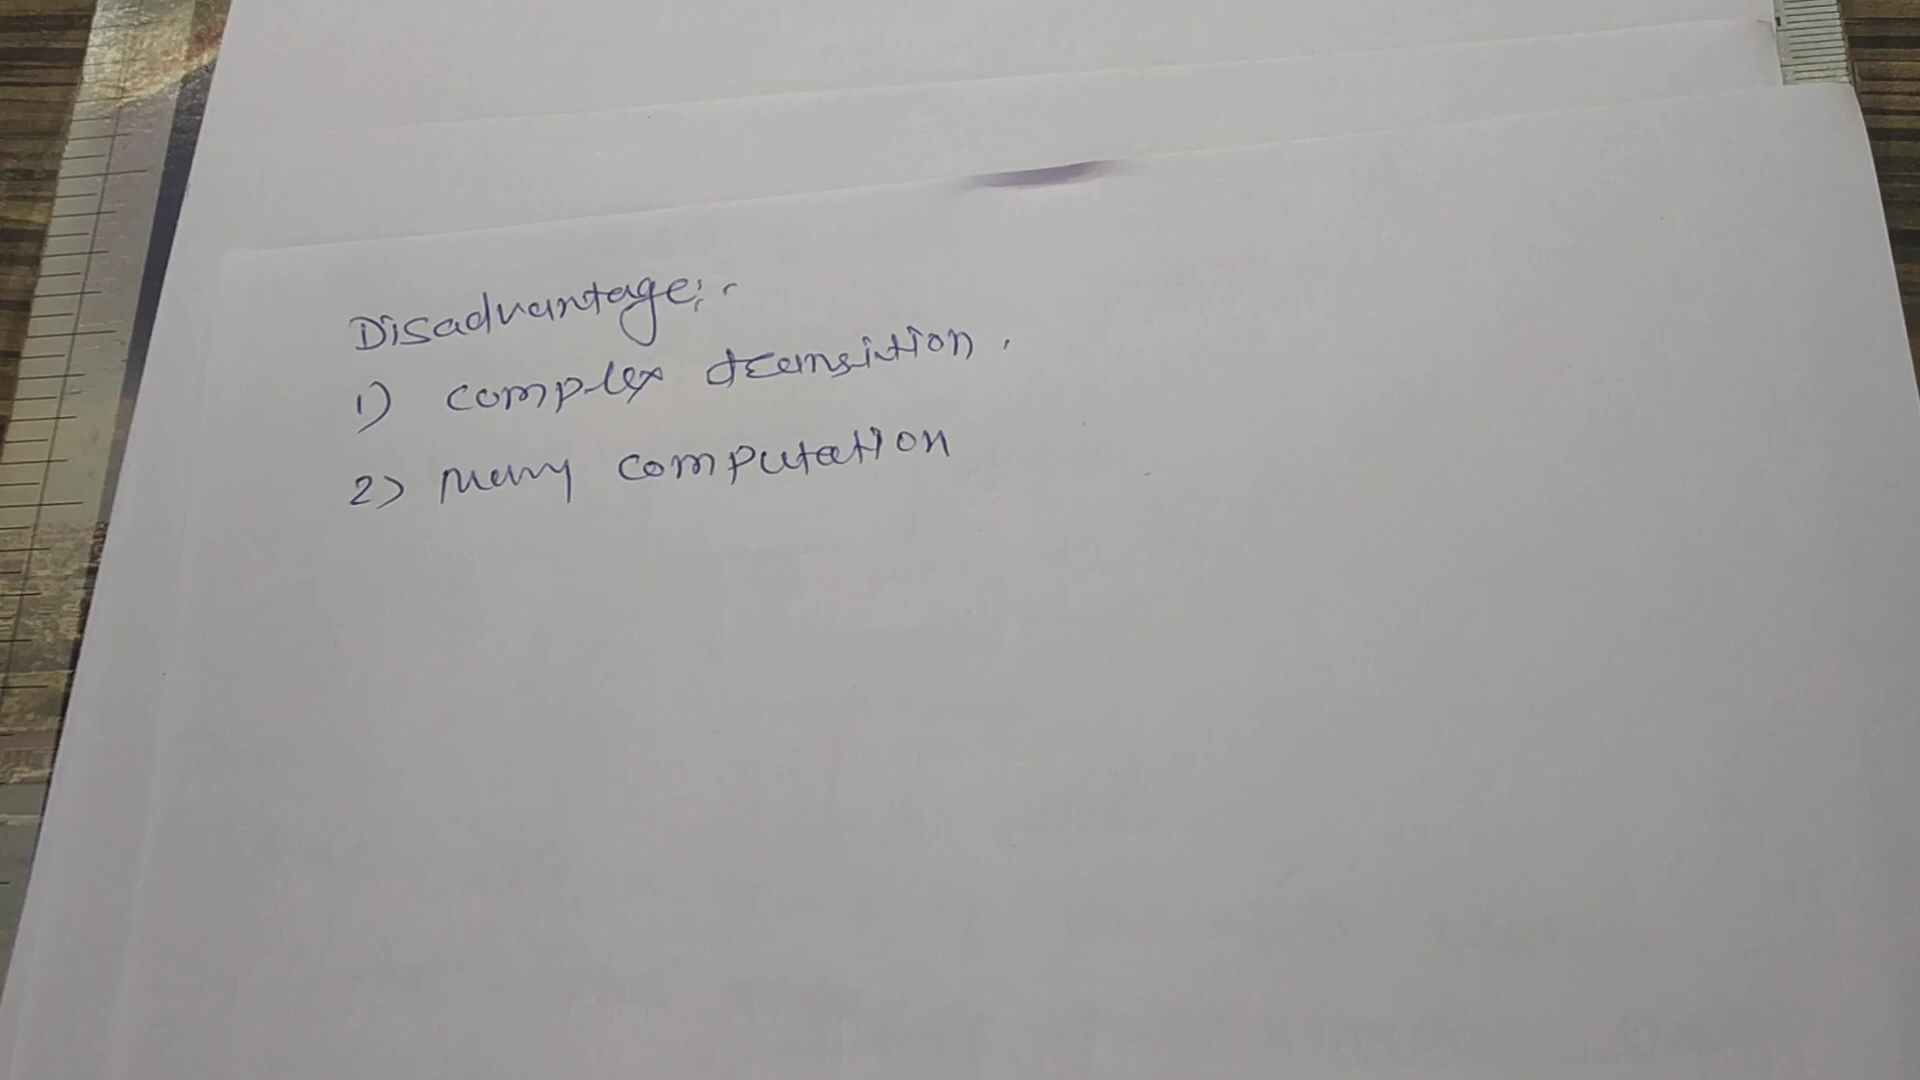 Disadvantage:-
1) complex transition.
2) Many computation